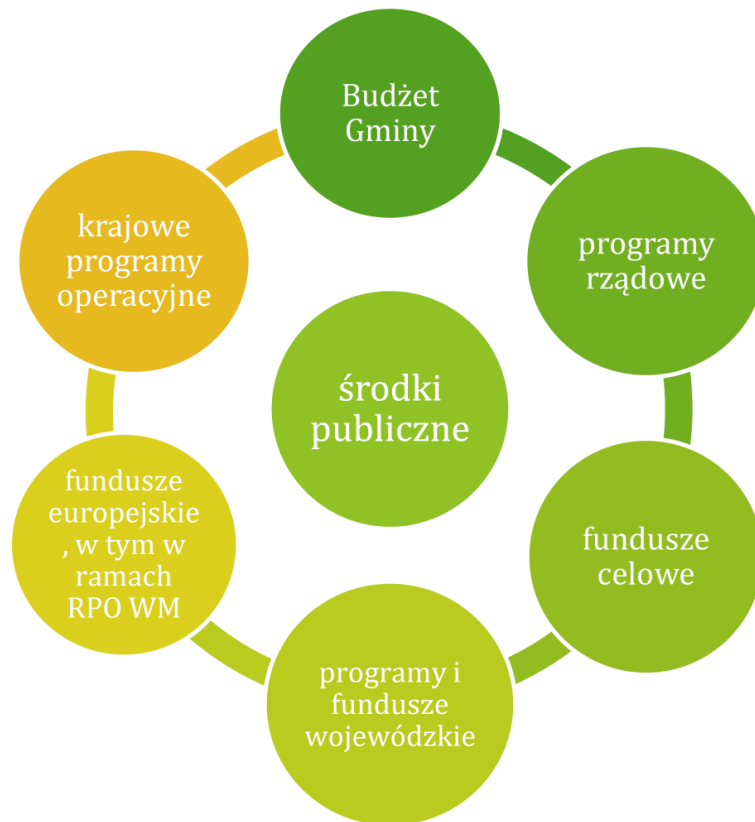 Budżet
Gminy
programy
rządowe
fundusze
celowe
programy i
fundusze
wojewódzkie
fundusze
europejskie
, w tym w
ramach
RPO WM
krajowe
programy
operacyjne
środki
publiczne